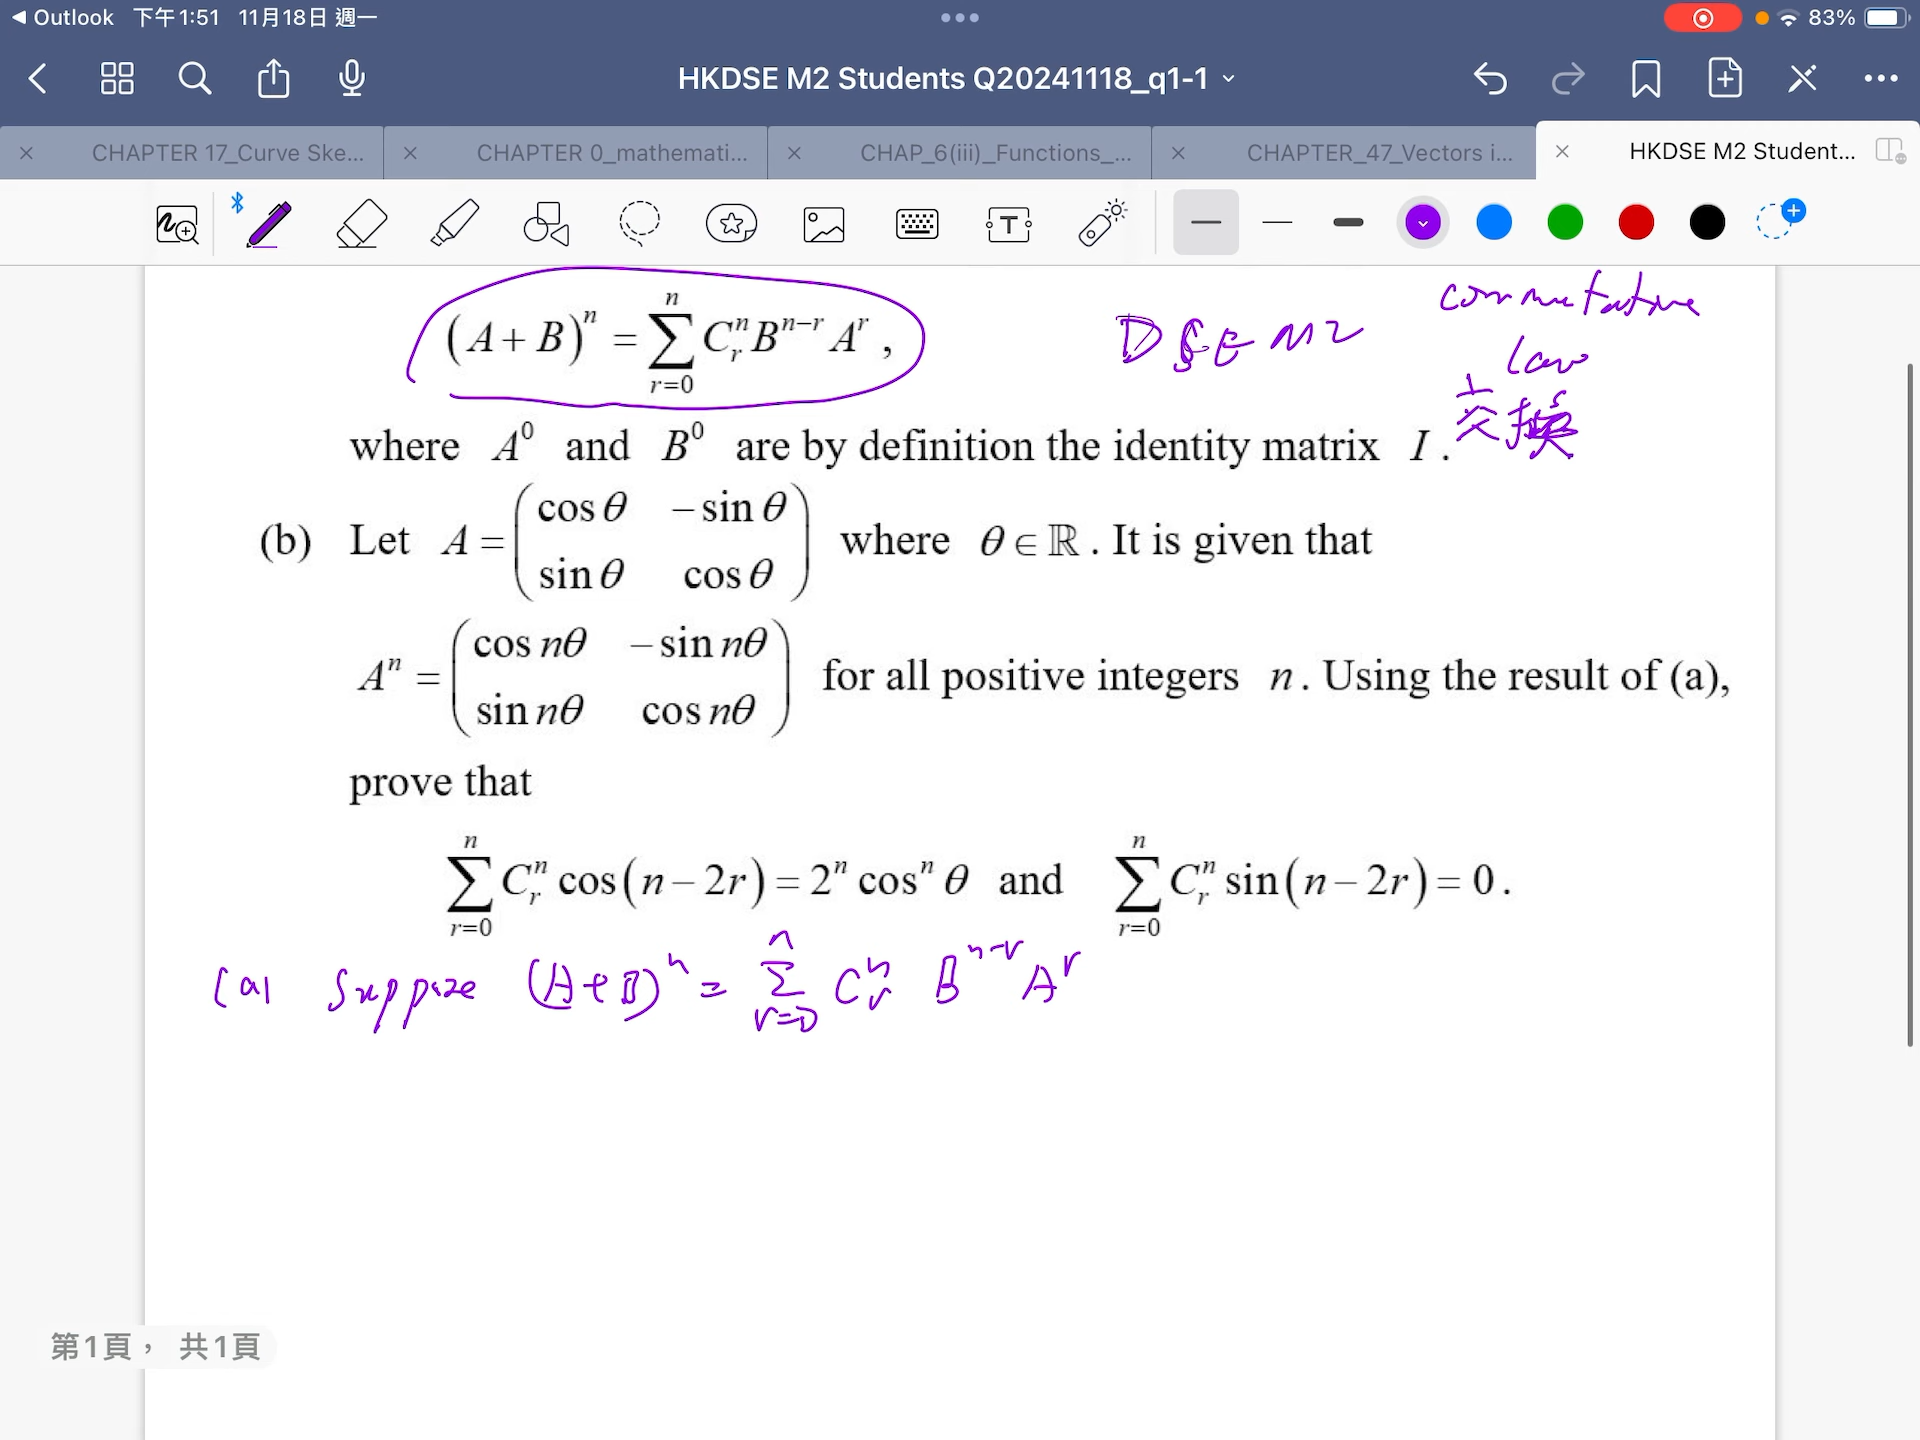 ◀ Outlook 下午1:51 11月18日 週一 83%
HKDSE M2 Students Q20241118_q1-1
CHAPTER 17_Curve Ske... CHAPTER 0_mathemati... CHAP_6(iii)_Functions_... CHAPTER_47_Vectors i... HKDSE M2 Student...
(A + B)^n = ∑_{r=0}^{n} C_r^n B^{n−r} A^r ,
DSE M2
commutative
law
交換
where A^0 and B^0 are by definition the identity matrix I .
(b) Let A = (cos θ −sin θ; sin θ cos θ) where θ ∈ ℝ . It is given that
A^n = (cos nθ −sin nθ; sin nθ cos nθ) for all positive integers n . Using the result of (a),
prove that
∑_{r=0}^{n} C_r^n cos(n − 2r) = 2^n cos^n θ and ∑_{r=0}^{n} C_r^n sin(n − 2r) = 0 .
(a) Suppose (A+B)^n = ∑_{r=0}^{n} C_r^n B^{n-r} A^r
第1頁， 共1頁